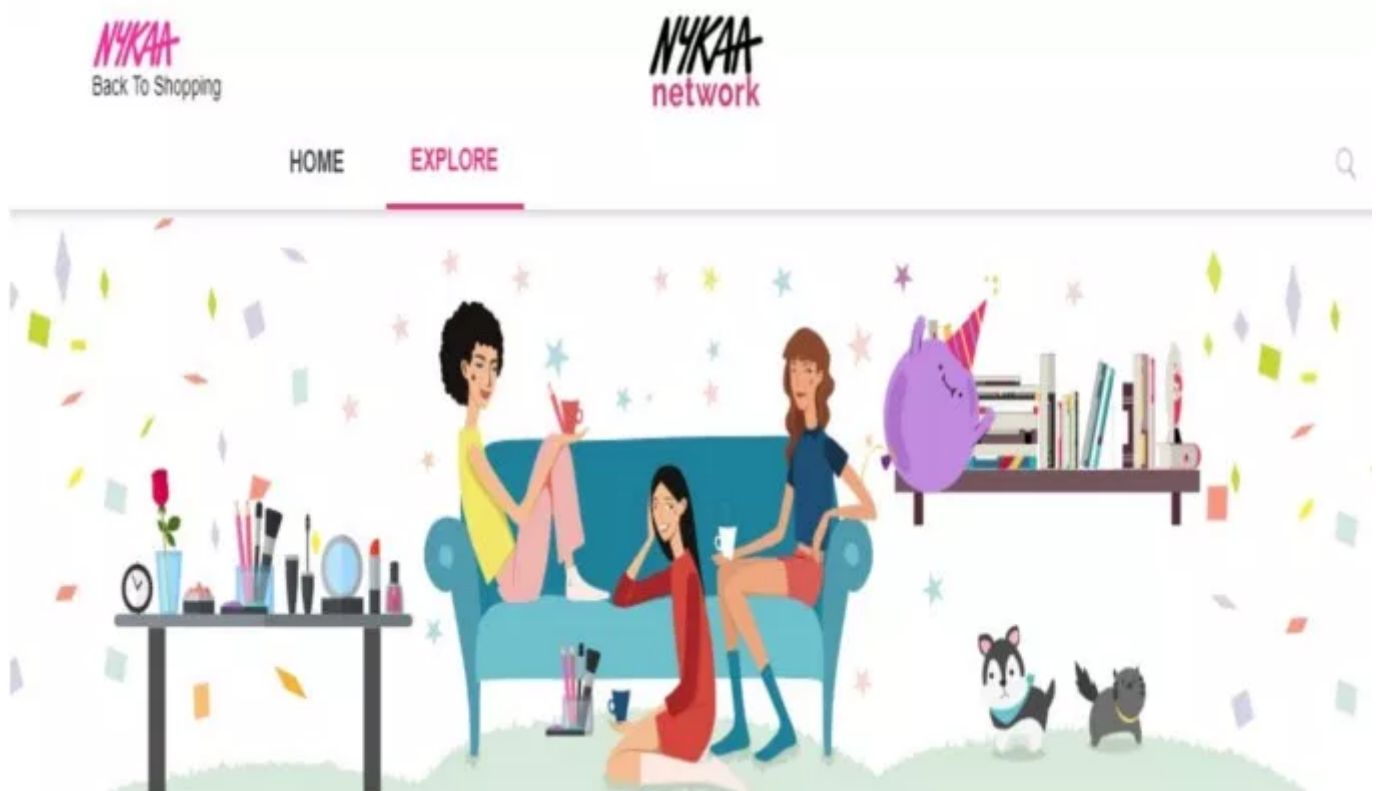 NYKAA
Back To Shopping
NYKAA
network
HOME
EXPLORE